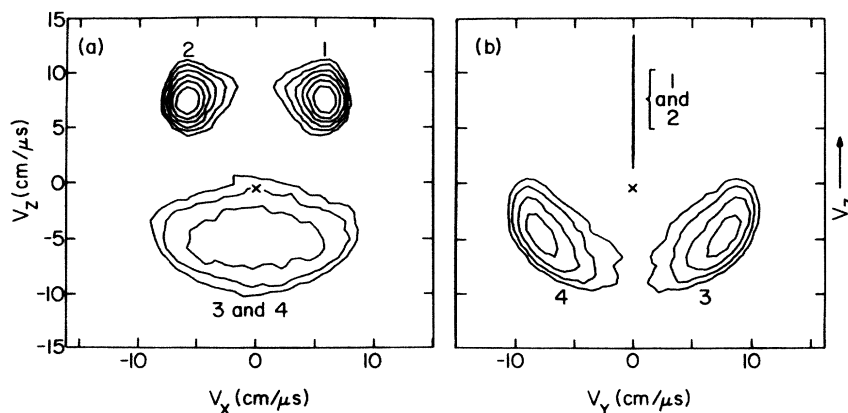 15
(a)
2
1
10
5
0
-5
-10
-15
×
3 and 4
-10
0
10
V_Z (cm/μs)
V_X (cm/μs)
(b)
1
and
2
×
4
3
-10
0
10
V_Y (cm/μs)
V_Z